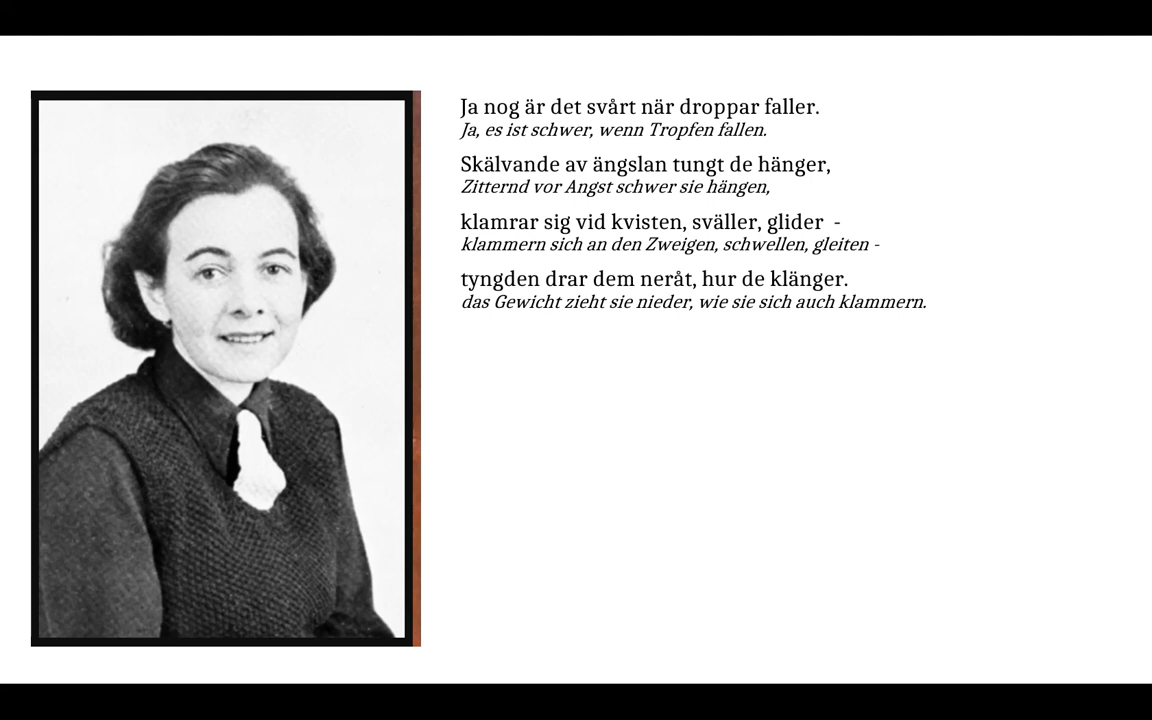 Ja nog är det svårt när droppar faller.
Ja, es ist schwer, wenn Tropfen fallen.
Skälvande av ängslan tungt de hänger,
Zitternd vor Angst schwer sie hängen,
klamrar sig vid kvisten, sväller, glider -
klammern sich an den Zweigen, schwellen, gleiten -
tyngden drar dem neråt, hur de klänger.
das Gewicht zieht sie nieder, wie sie sich auch klammern.